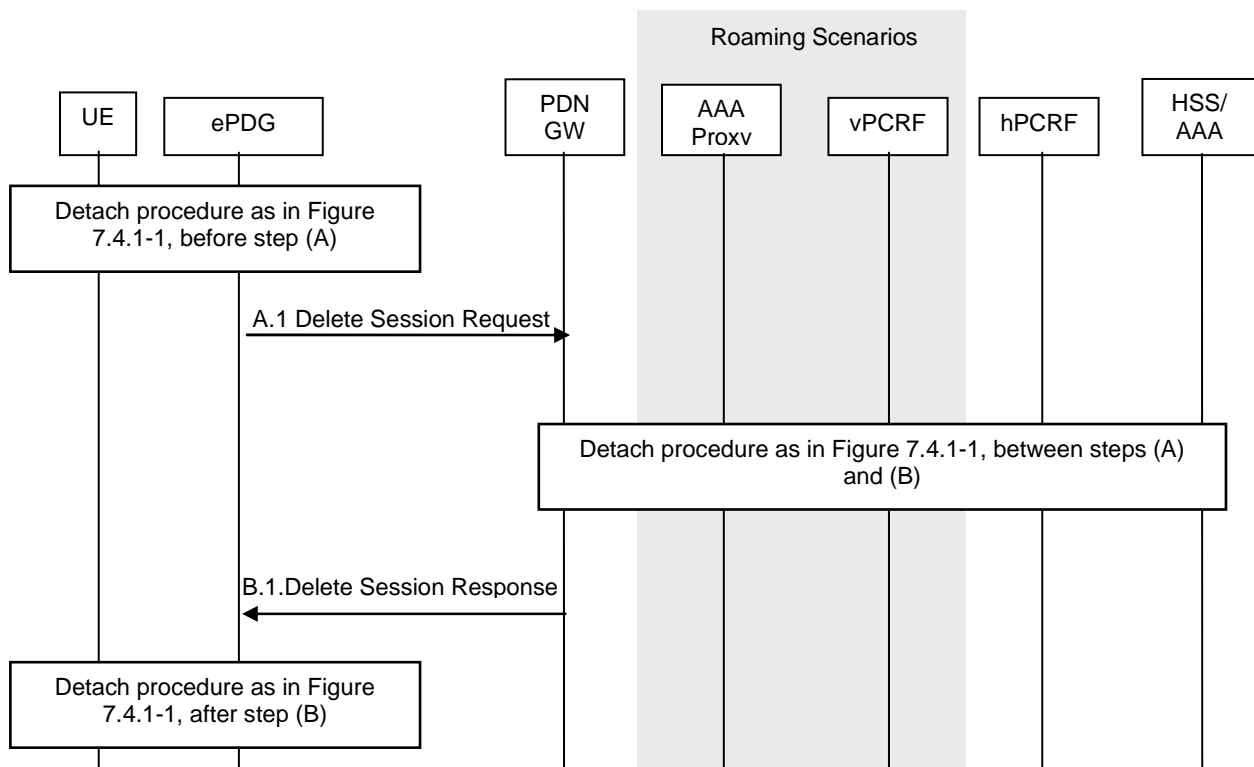 Roaming Scenarios
UE
ePDG
PDN
GW
AAA
Proxv
vPCRF
hPCRF
HSS/
AAA
Detach procedure as in Figure
7.4.1-1, before step (A)
A.1 Delete Session Request
Detach procedure as in Figure 7.4.1-1, between steps (A)
and (B)
B.1.Delete Session Response
Detach procedure as in Figure
7.4.1-1, after step (B)